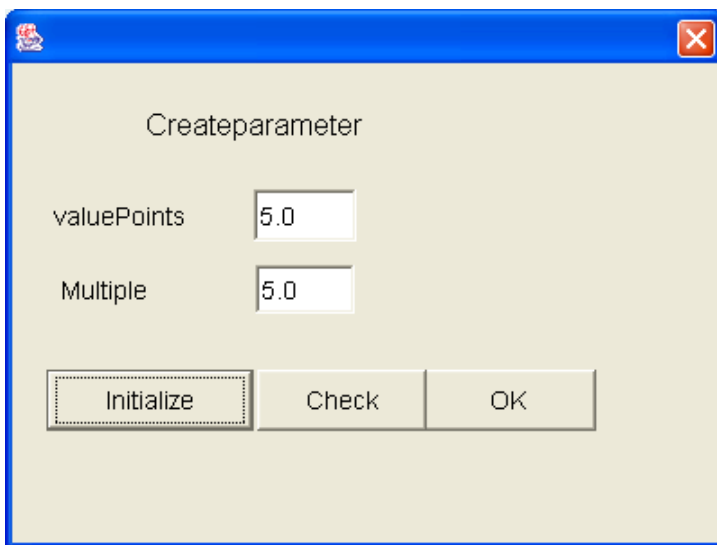 Createparameter
valuePoints 5.0
Multiple 5.0
Initialize Check OK